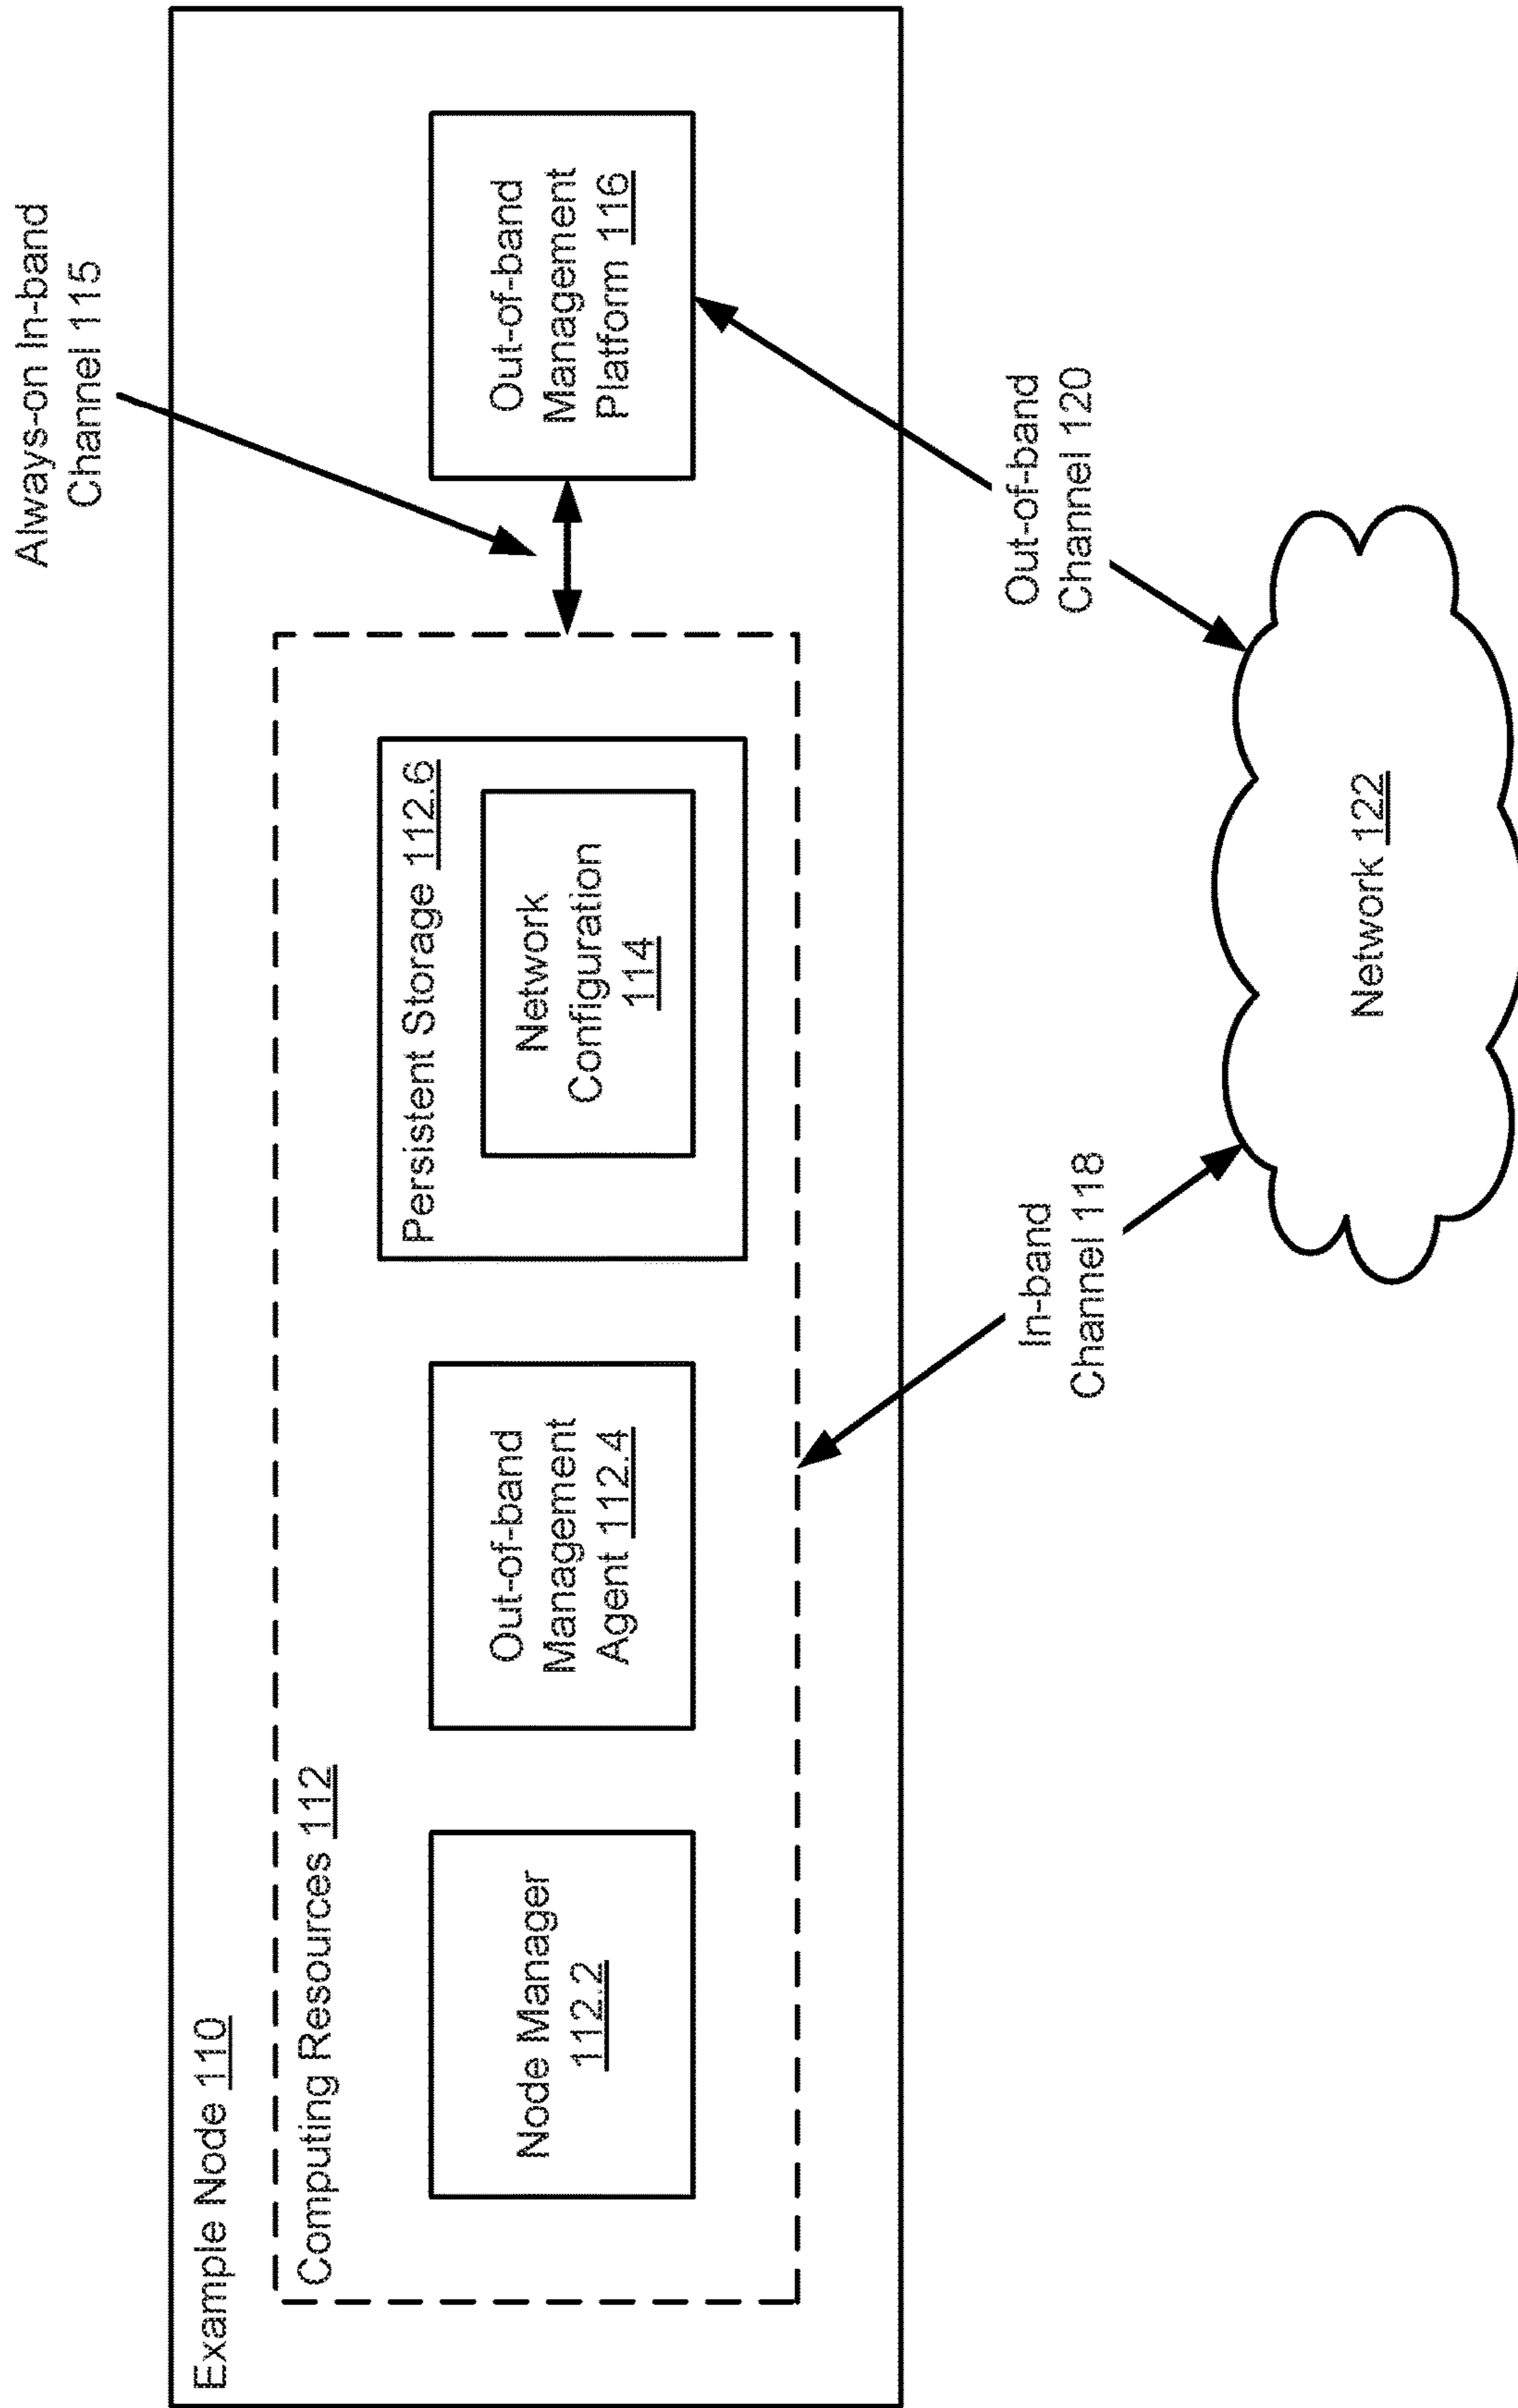 Always-on In-band
Channel 115
Example Node 110
Computing Resources 112
Node Manager
112.2
Out-of-band
Management
Agent 112.4
Persistent Storage 112.6
Network
Configuration
114
Out-of-band
Management
Platform 116
In-band
Channel 118
Out-of-band
Channel 120
Network 122